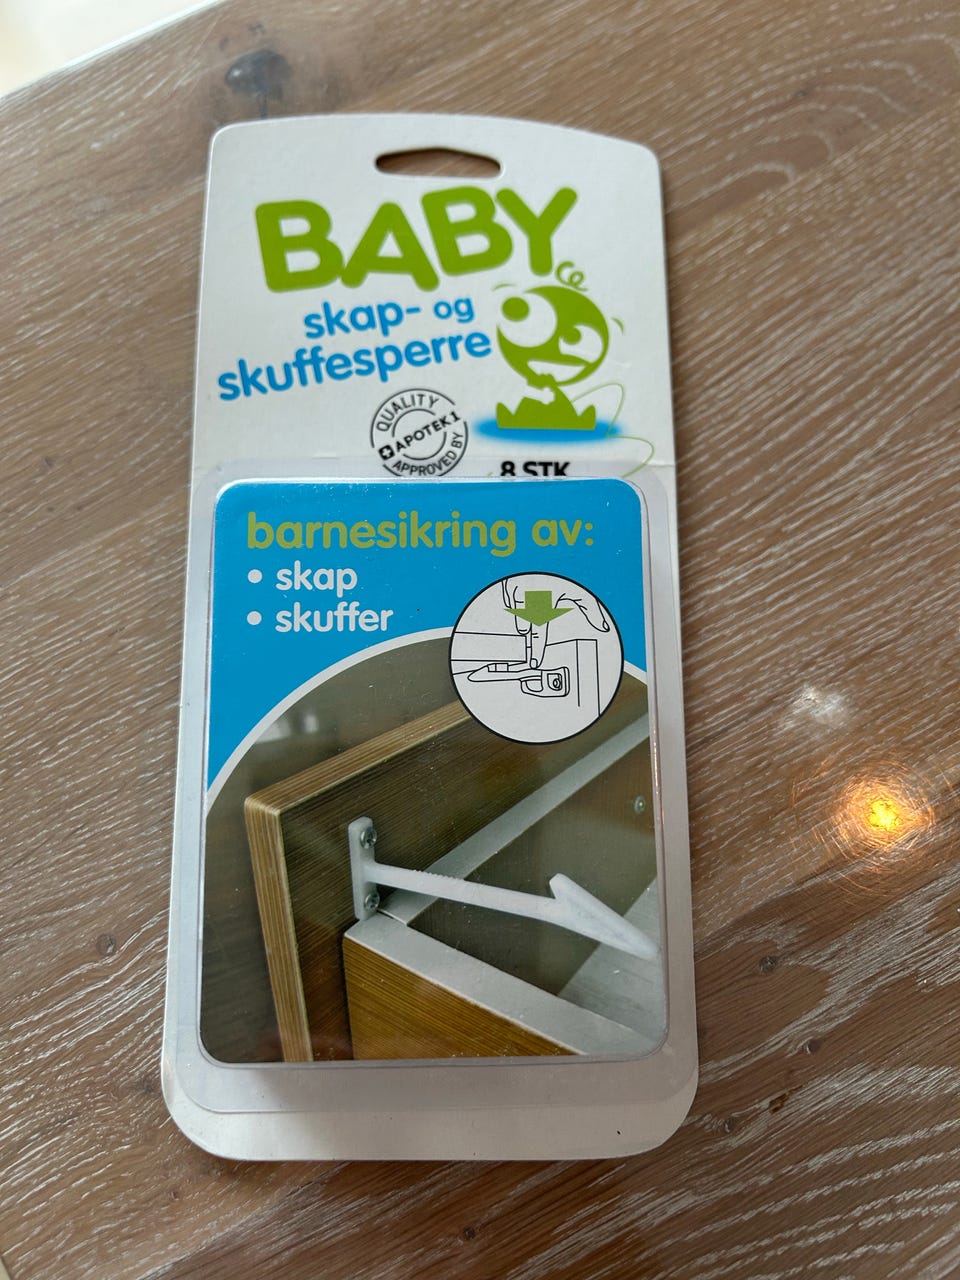 BABY
skap- og
skuffesperre
QUALITY
APOTEK 1
APPROVED BY
8 STK
barnesikring av:
• skap
• skuffer